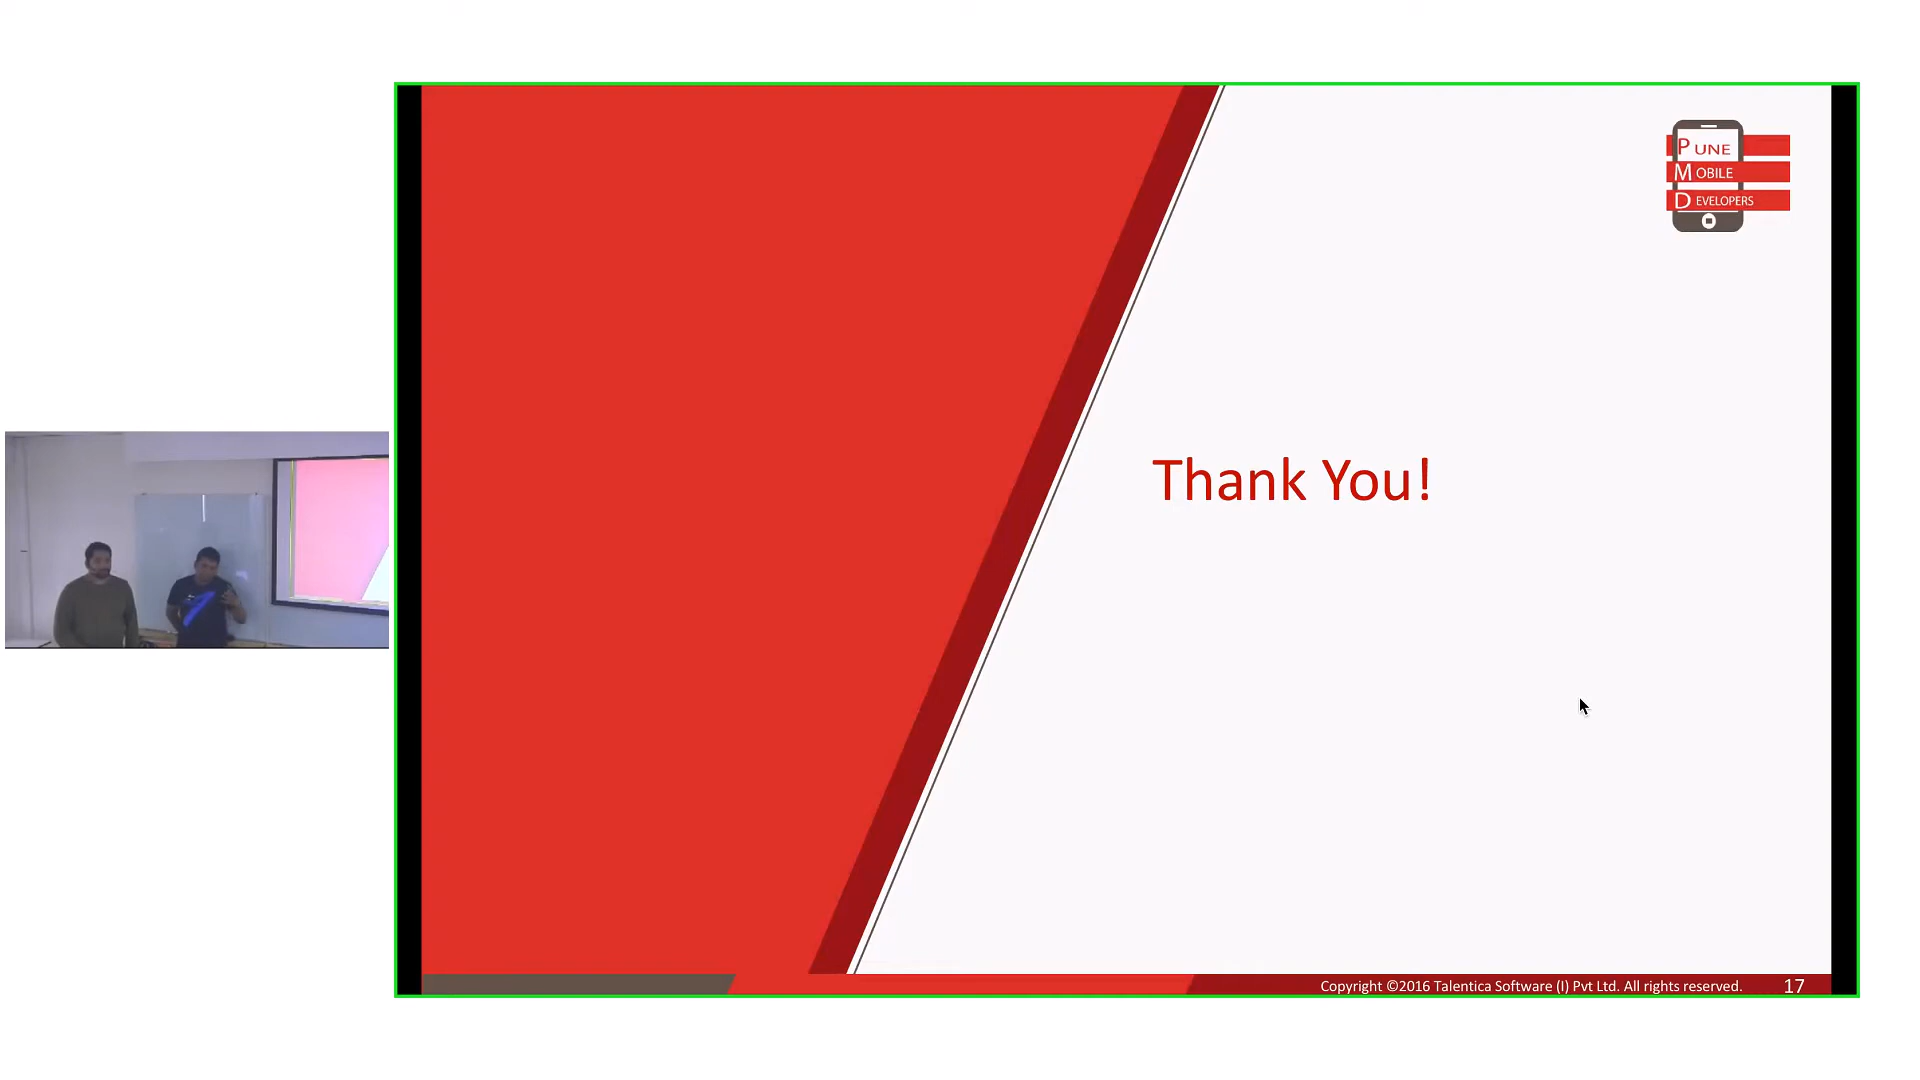 PUNE
MOBILE
DEVELOPERS
Thank You!
Copyright ©2016 Talentica Software (I) Pvt Ltd. All rights reserved. 17